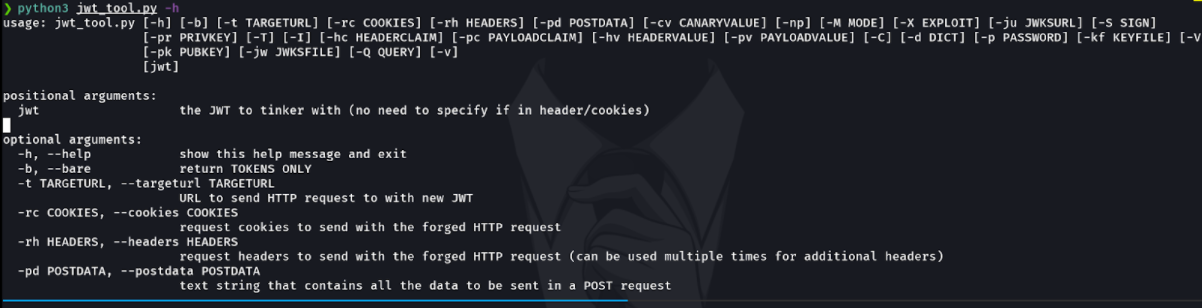 ❯ python3 jwt_tool.py -h
usage: jwt_tool.py [-h] [-b] [-t TARGETURL] [-rc COOKIES] [-rh HEADERS] [-pd POSTDATA] [-cv CANARYVALUE] [-np] [-M MODE] [-X EXPLOIT] [-ju JWKSURL] [-S SIGN]
[-pr PRIVKEY] [-T] [-I] [-hc HEADERCLAIM] [-pc PAYLOADCLAIM] [-hv HEADERVALUE] [-pv PAYLOADVALUE] [-C] [-d DICT] [-p PASSWORD] [-kf KEYFILE] [-V
[-pk PUBKEY] [-jw JWKSFILE] [-Q QUERY] [-v]
[jwt]
positional arguments:
jwt the JWT to tinker with (no need to specify if in header/cookies)
optional arguments:
-h, --help show this help message and exit
-b, --bare return TOKENS ONLY
-t TARGETURL, --targeturl TARGETURL
URL to send HTTP request to with new JWT
-rc COOKIES, --cookies COOKIES
request cookies to send with the forged HTTP request
-rh HEADERS, --headers HEADERS
request headers to send with the forged HTTP request (can be used multiple times for additional headers)
-pd POSTDATA, --postdata POSTDATA
text string that contains all the data to be sent in a POST request